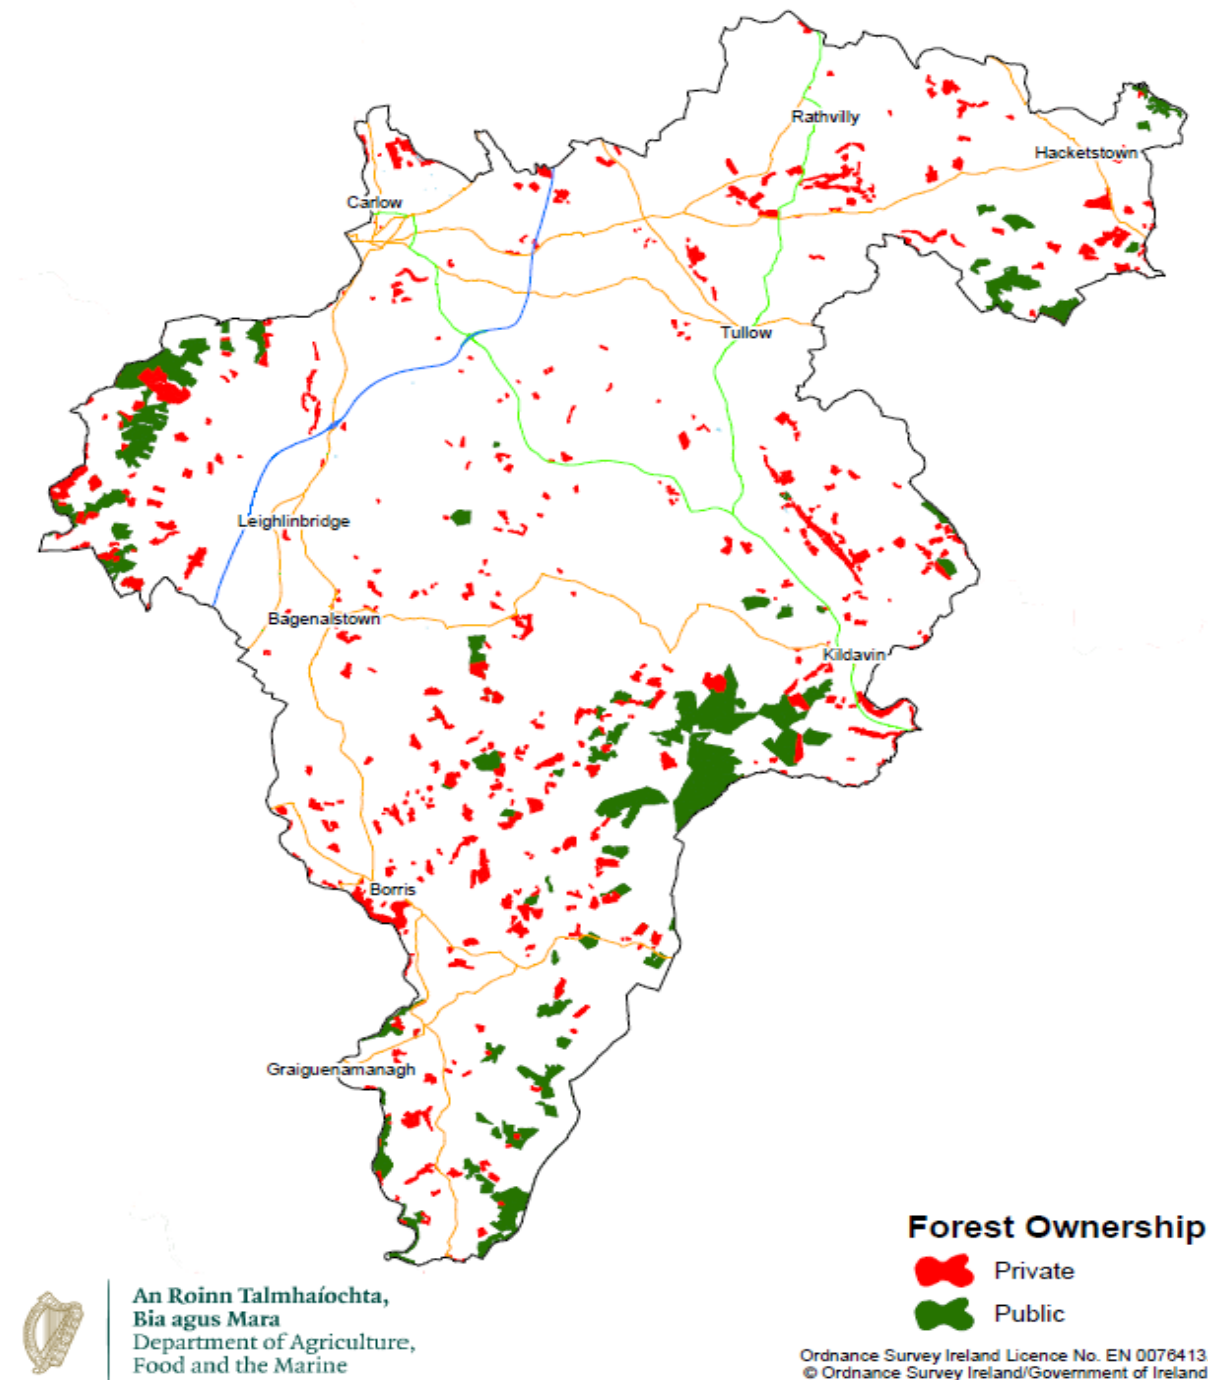 Rathvilly
Hacketstown
Carlow
Tullow
Leighlinbridge
Bagenalstown
Kildavin
Borris
Graiguenamanagh
Forest Ownership
Private
Public
An Roinn Talmhaíochta,
Bia agus Mara
Department of Agriculture,
Food and the Marine
Ordnance Survey Ireland Licence No. EN 0076413
© Ordnance Survey Ireland/Government of Ireland